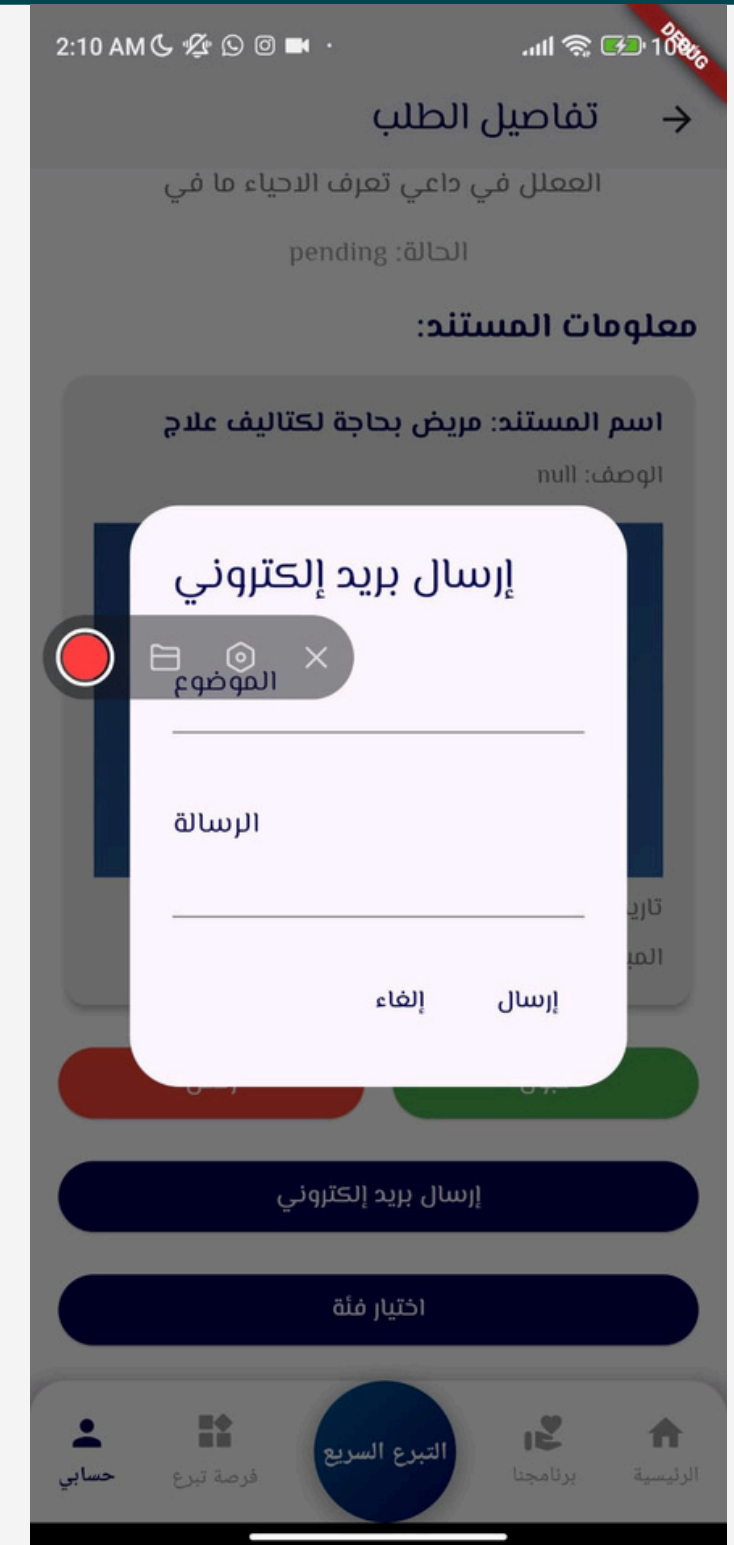 2:10 AM
DEBUG
تفاصيل الطلب
الععلل في داعي تعرف الاحياء ما في
الحالة: pending
معلومات المستند:
اسم المستند: مريض بحاجة لكتاليف علاج
الوصف: null
إرسال بريد إلكتروني
الموضوع
الرسالة
إرسال
إلغاء
إرسال بريد إلكتروني
اختيار فئة
الرئيسية
برنامجنا
التبرع السريع
فرصة تبرع
حسابي